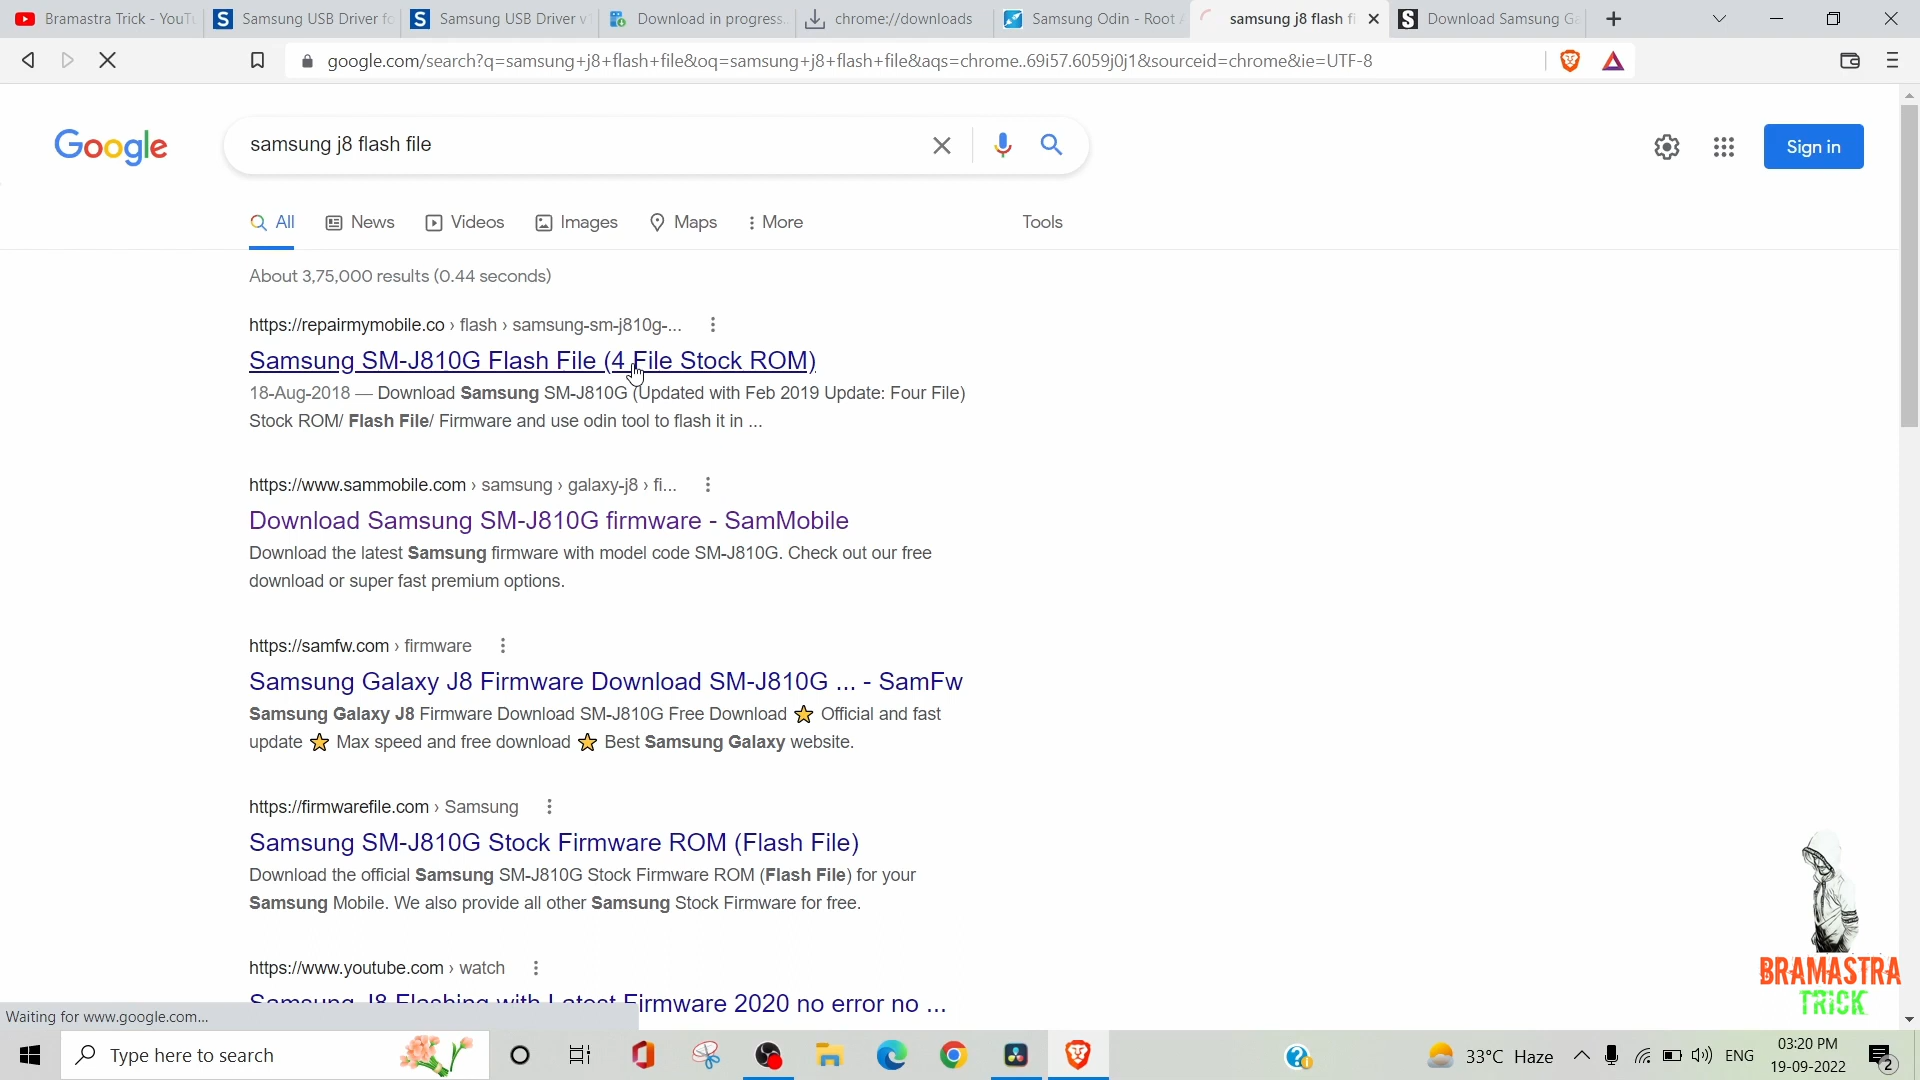 Bramastra Trick - YouTu
Samsung USB Driver fo
Samsung USB Driver v1
Download in progress..
chrome://downloads
Samsung Odin - Root A
samsung j8 flash fi
Download Samsung Ga
google.com/search?q=samsung+j8+flash+file&oq=samsung+j8+flash+file&aqs=chrome..69i57.6059j0j1&sourceid=chrome&ie=UTF-8
Google
samsung j8 flash file
Sign in
All
News
Videos
Images
Maps
More
Tools
About 3,75,000 results (0.44 seconds)
https://repairmymobile.co › flash › samsung-sm-j810g-...
Samsung SM-J810G Flash File (4 File Stock ROM)
18-Aug-2018 — Download Samsung SM-J810G (Updated with Feb 2019 Update: Four File)
Stock ROM/ Flash File/ Firmware and use odin tool to flash it in ...
https://www.sammobile.com › samsung › galaxy-j8 › fi...
Download Samsung SM-J810G firmware - SamMobile
Download the latest Samsung firmware with model code SM-J810G. Check out our free
download or super fast premium options.
https://samfw.com › firmware
Samsung Galaxy J8 Firmware Download SM-J810G ... - SamFw
Samsung Galaxy J8 Firmware Download SM-J810G Free Download ⭐ Official and fast
update ⭐ Max speed and free download ⭐ Best Samsung Galaxy website.
https://firmwarefile.com › Samsung
Samsung SM-J810G Stock Firmware ROM (Flash File)
Download the official Samsung SM-J810G Stock Firmware ROM (Flash File) for your
Samsung Mobile. We also provide all other Samsung Stock Firmware for free.
https://www.youtube.com › watch
Samsung J8 Flashing with Latest Firmware 2020 no error no ...
BRAMASTRA
TRICK
Waiting for www.google.com...
Type here to search
33°C Haze
ENG
03:20 PM
19-09-2022
2